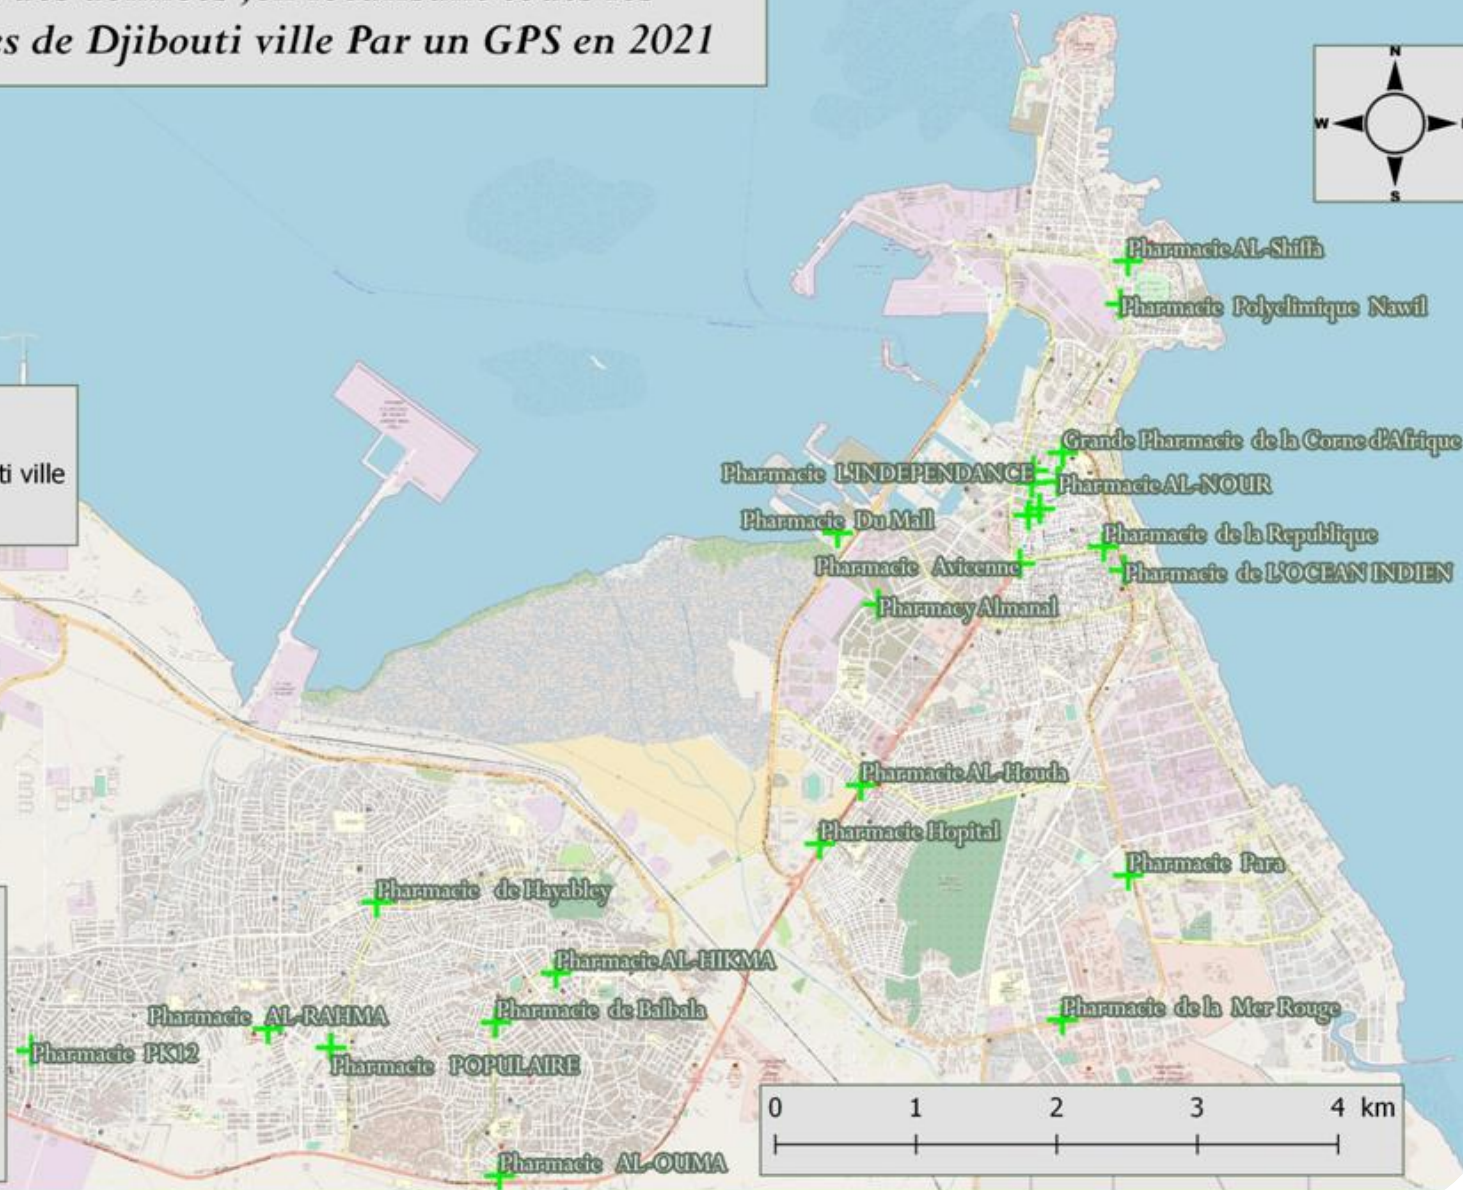 es de Djibouti ville Par un GPS en 2021
N
W
S
Pharmacie AL-Shiffa
Pharmacie Polyclimique Nawil
ti ville
Grande Pharmacie de la Corne d'Afrique
Pharmacie L'INDEPENDANCE
Pharmacie AL-NOUR
Pharmacie Du Mall
Pharmacie de la Republique
Pharmacie Avicenne
Pharmacie de L'OCEAN INDIEN
Pharmacy Almanal
Pharmacie AL-Houda
Pharmacie Hopital
Pharmacie Para
Pharmacie de Hayabley
Pharmacie AL-HIKMA
Pharmacie de Balbala
Pharmacie AL-RAHMA
Pharmacie de la Mer Rouge
Pharmacie PK12
Pharmacie POPULAIRE
0 1 2 3 4 km
Pharmacie AL-OUMA